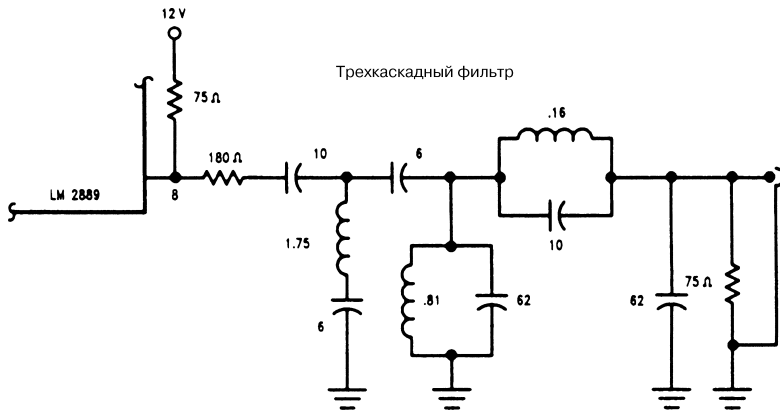 12 V
Трехкаскадный фильтр
75 Ω
.16
180 Ω
10
6
LM 2889
8
10
1.75
.81
62
75 Ω
62
6